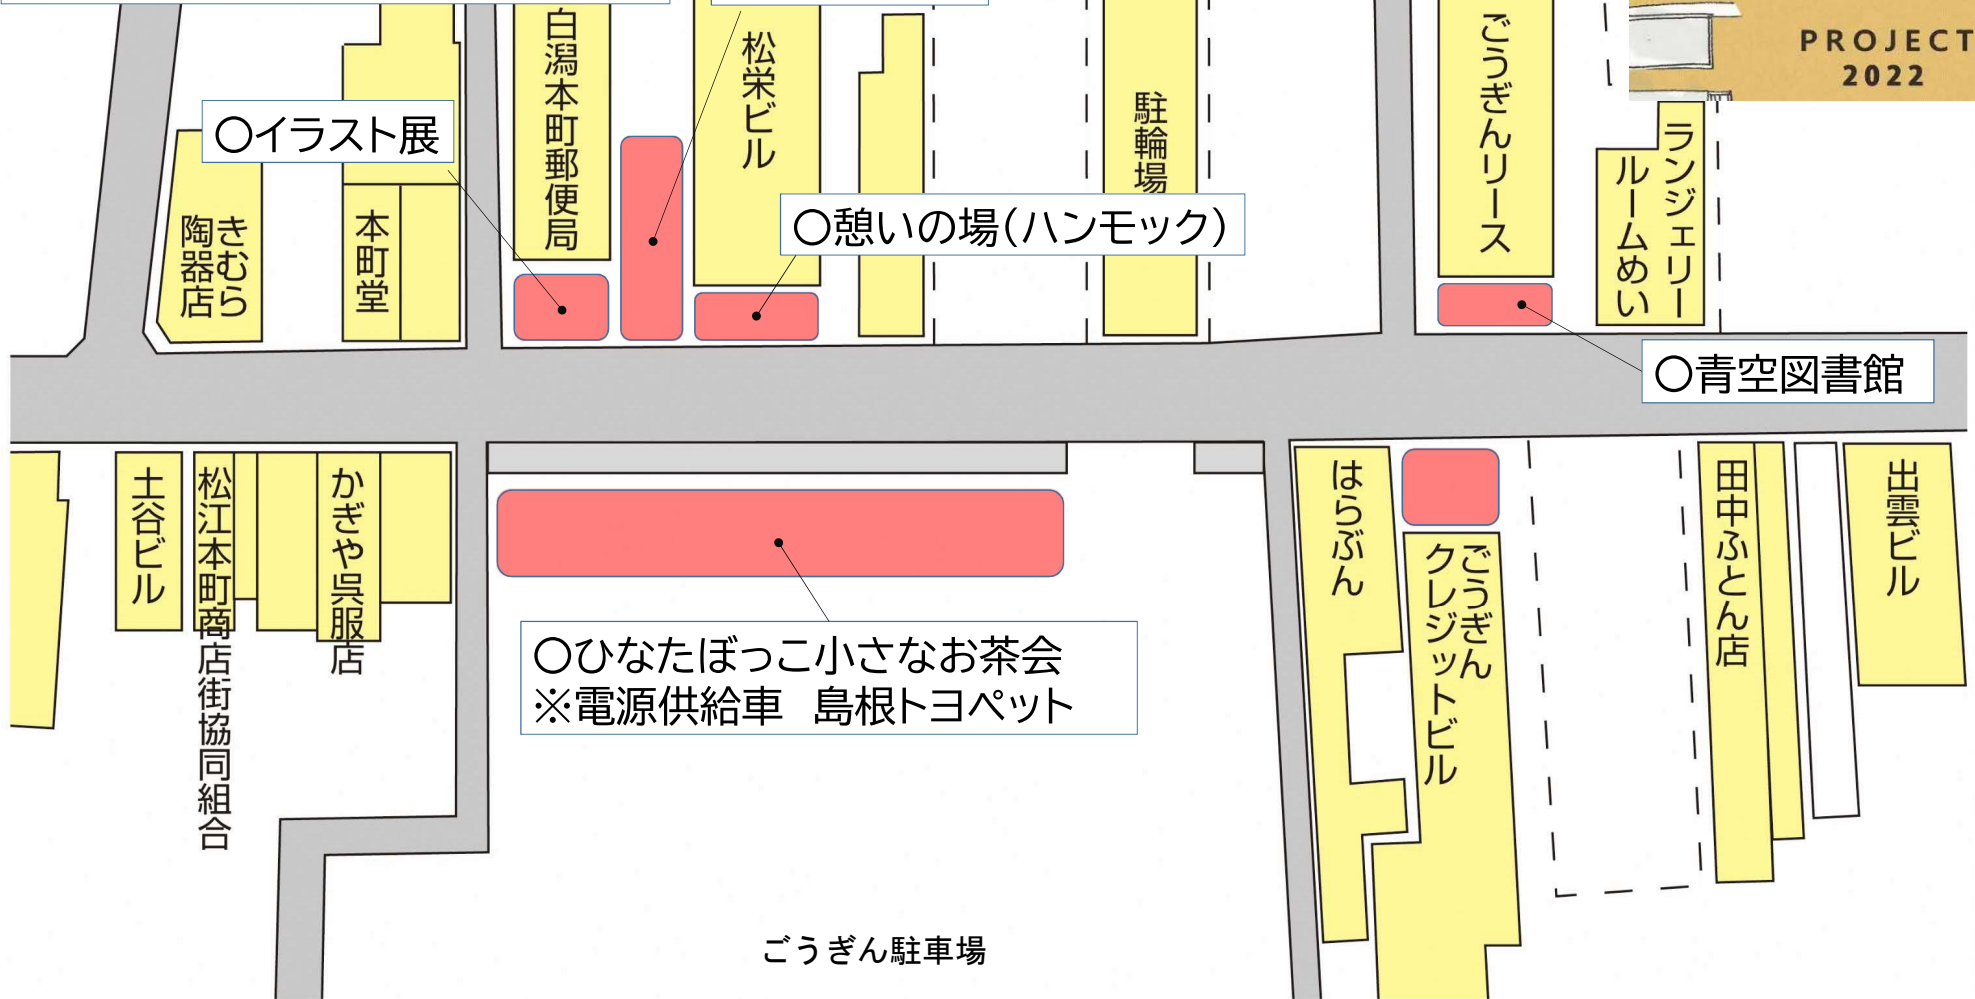 PROJECT
2022
白潟本町郵便局
松栄ビル
駐輪場
ごうぎんリース
ランジェリー
ルームめい
〇イラスト展
きむら
陶器店
本町堂
〇憩いの場(ハンモック)
〇青空図書館
土谷ビル
松江本町商店街協同組合
かぎや呉服店
〇ひなたぼっこ小さなお茶会
※電源供給車　島根トヨペット
はらぶん
ごうぎん
クレジットビル
田中ふとん店
出雲ビル
ごうぎん駐車場